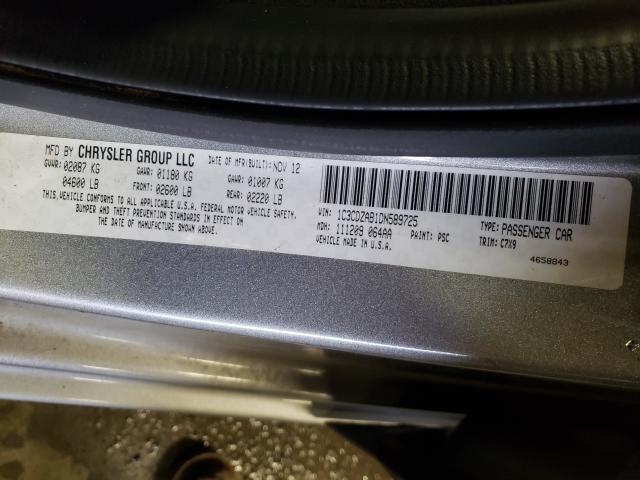 MFD BY CHRYSLER GROUP LLC DATE OF MFR(BUILT): NOV 12
GVWR: 02087 KG GAWR: 01180 KG GAWR: 01007 KG
04600 LB FRONT: 02600 LB REAR: 02220 LB
THIS VEHICLE CONFORMS TO ALL APPLICABLE U.S.A. FEDERAL MOTOR VEHICLE SAFETY,
BUMPER AND THEFT PREVENTION STANDARDS IN EFFECT ON
THE DATE OF MANUFACTURE SHOWN ABOVE.
VIN: 1C3CDZAB1DN589725 TYPE: PASSENGER CAR
MDH: 111209 064AA PAINT: PSC TRIM: C7X9
VEHICLE MADE IN U.S.A.
4658843